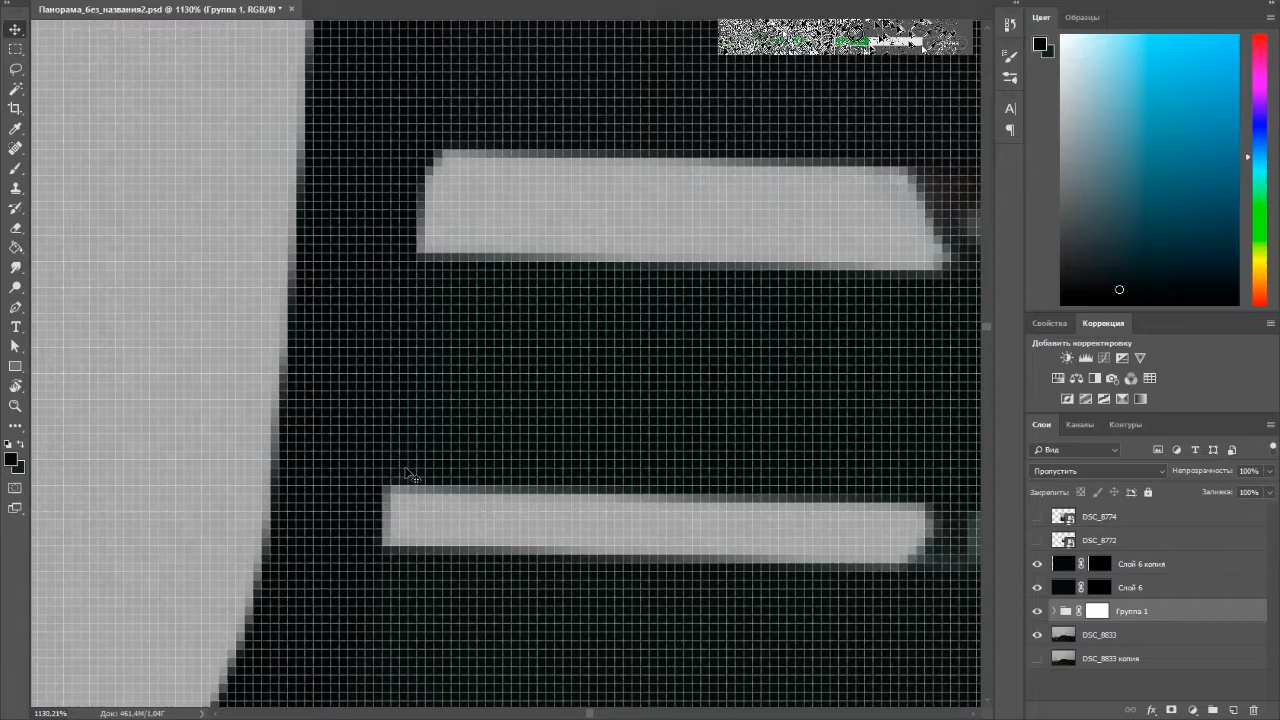 Панорама_без_названия2.psd @ 1130% (Группа 1, RGB/8) *
Цвет
Образцы
Свойства
Коррекция
Добавить корректировку
Слои
Каналы
Контуры
Вид
Пропустить
Непрозрачность: 100%
Закрепить:
Заливка: 100%
DSC_8774
DSC_8772
Слой 6 копия
Слой 6
Группа 1
DSC_8833
DSC_8833 копия
1130,21%
Док: 461,4M/1,04Г